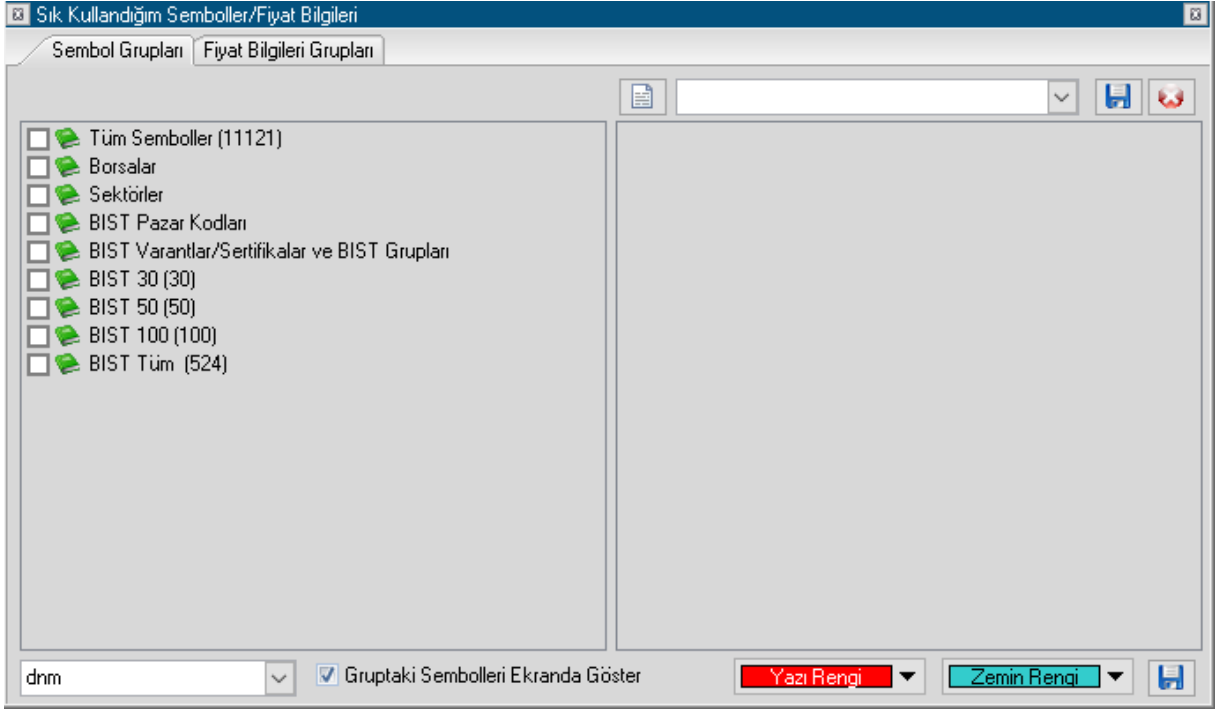 Sık Kullandığım Semboller/Fiyat Bilgileri
Sembol Grupları Fiyat Bilgileri Grupları
Tüm Semboller (11121)
Borsalar
Sektörler
BIST Pazar Kodları
BIST Varantlar/Sertifikalar ve BIST Grupları
BIST 30 (30)
BIST 50 (50)
BIST 100 (100)
BIST Tüm (524)
dnm Gruptaki Sembolleri Ekranda Göster Yazı Rengi Zemin Rengi